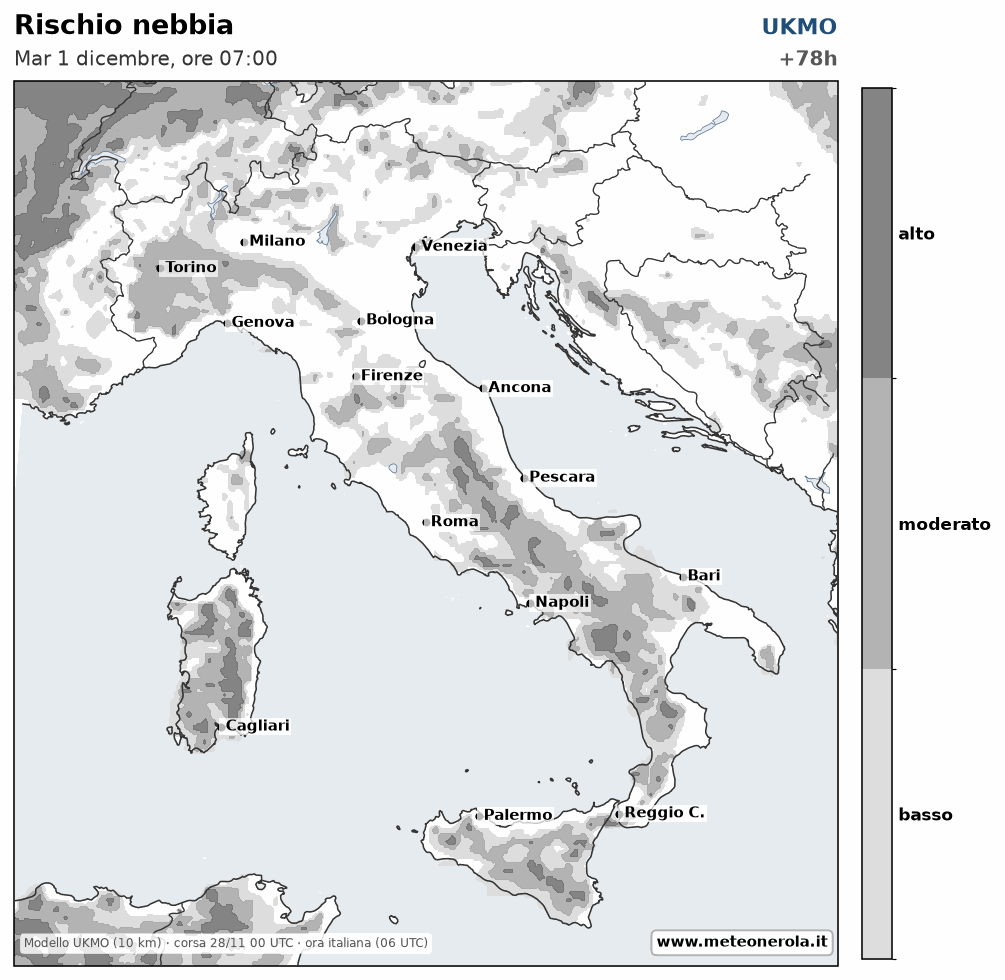 Rischio nebbia
UKMO
Mar 1 dicembre, ore 07:00
+78h
alto
Milano
Venezia
Torino
Genova
Bologna
Firenze
Ancona
Pescara
Roma
moderato
Bari
Napoli
Cagliari
Palermo
Reggio C.
basso
Modello UKMO (10 km) · corsa 28/11 00 UTC · ora italiana (06 UTC)
www.meteonerola.it